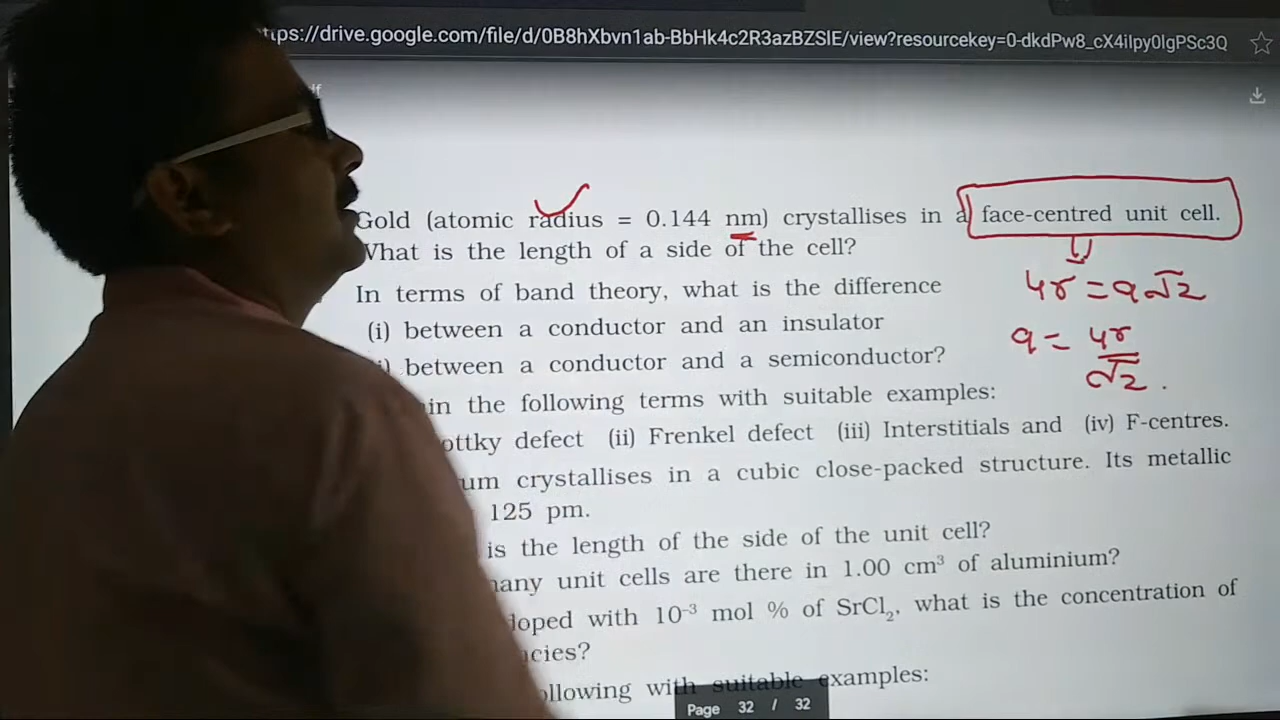 ttps://drive.google.com/file/d/0B8hXbvn1ab-BbHk4c2R3azBZSlE/view?resourcekey=0-dkdPw8_cX4ilpy0lgPSc3Q
Gold (atomic radius = 0.144 nm) crystallises in a face-centred unit cell.
What is the length of a side of the cell?
4r = a√2
In terms of band theory, what is the difference
(i) between a conductor and an insulator
a = 4r/√2.
between a conductor and a semiconductor?
in the following terms with suitable examples:
ottky defect (ii) Frenkel defect (iii) Interstitials and (iv) F-centres.
um crystallises in a cubic close-packed structure. Its metallic
125 pm.
is the length of the side of the unit cell?
many unit cells are there in 1.00 cm³ of aluminium?
doped with 10⁻³ mol % of SrCl₂, what is the concentration of
ncies?
ollowing with suitable examples:
Page 32 / 32